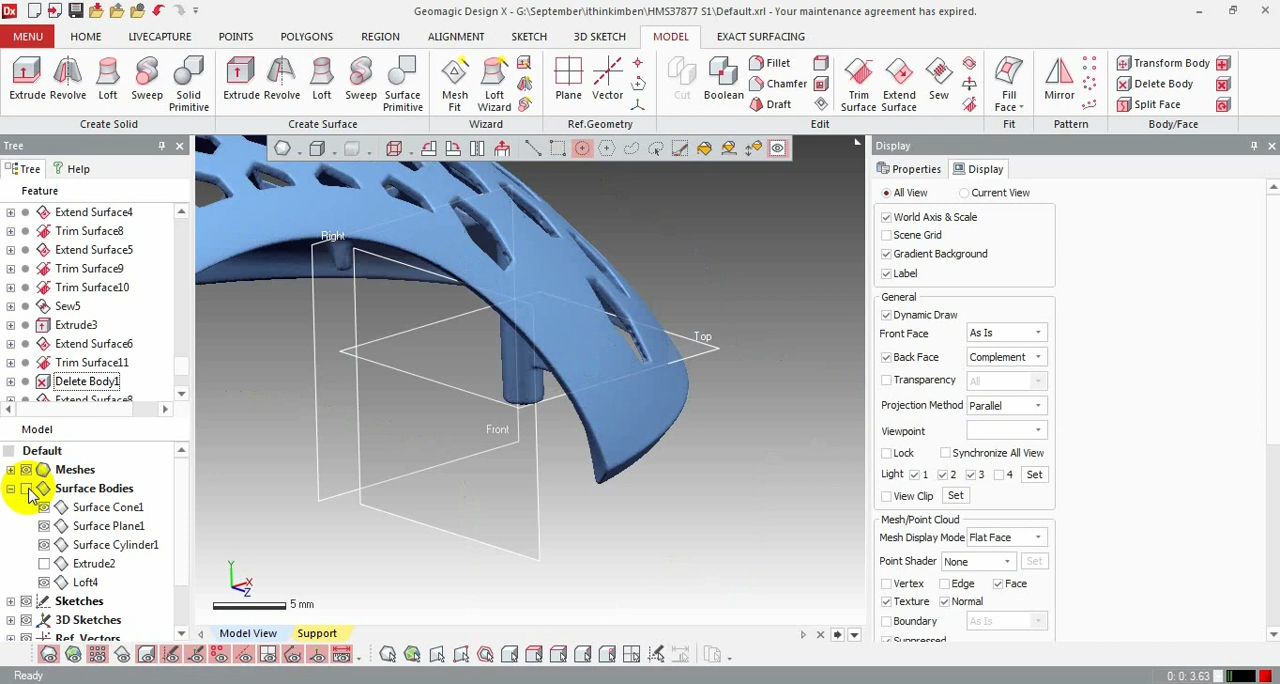 Dx Geomagic Design X - G:\September\ithinkimben\HMS37877 S1\Default.xrl - Your maintenance agreement has expired.
MENU HOME LIVECAPTURE POINTS POLYGONS REGION ALIGNMENT SKETCH 3D SKETCH MODEL EXACT SURFACING
Extrude Revolve Loft Sweep Solid Primitive
Create Solid
Extrude Revolve Loft Sweep Surface Primitive
Create Surface
Mesh Fit Loft Wizard
Wizard
Plane Vector
Ref.Geometry
Cut Boolean Fillet Chamfer Draft Trim Surface Extend Surface Sew
Edit
Fill Face
Fit
Mirror
Pattern
Transform Body
Delete Body
Split Face
Body/Face
Tree
Tree Help
Feature
Extend Surface4
Trim Surface8
Extend Surface5
Trim Surface9
Trim Surface10
Sew5
Extrude3
Extend Surface6
Trim Surface11
Delete Body1
Extend Surface8
Model
Default
Meshes
Surface Bodies
Surface Cone1
Surface Plane1
Surface Cylinder1
Extrude2
Loft4
Sketches
3D Sketches
Ref. Vectors
Right
Top
Front
Y
X
Z
5 mm
Model View Support
Display
Properties Display
All View Current View
World Axis & Scale
Scene Grid
Gradient Background
Label
General
Dynamic Draw
Front Face As Is
Back Face Complement
Transparency All
Projection Method Parallel
Viewpoint
Lock Synchronize All View
Light 1 2 3 4 Set
View Clip Set
Mesh/Point Cloud
Mesh Display Mode Flat Face
Point Shader None Set
Vertex Edge Face
Texture Normal
Boundary As Is
Suppressed
Ready
0: 0: 3.63